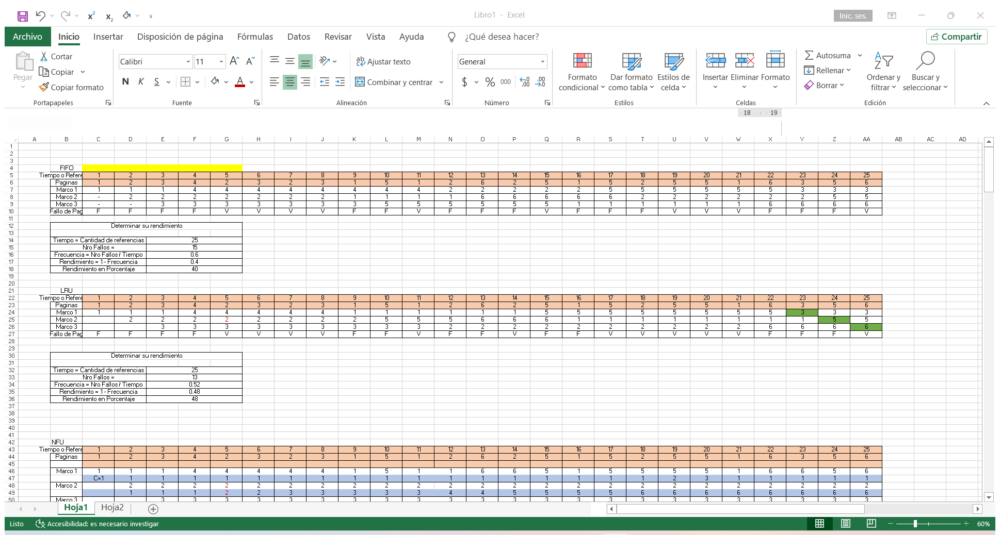 Libro1 - Excel
Inic. ses.
Archivo Inicio Insertar Disposición de página Fórmulas Datos Revisar Vista Ayuda ¿Qué desea hacer? Compartir
Pegar
Cortar
Copiar
Copiar formato
Portapapeles
Calibri 11
N K S
Fuente
Ajustar texto
Combinar y centrar
Alineación
General
$ % 000
Número
Formato condicional
Dar formato como tabla
Estilos de celda
Estilos
Insertar Eliminar Formato
Celdas
Autosuma
Rellenar
Borrar
Ordenar y filtrar
Buscar y seleccionar
Edición
18 19
A B C D E F G H I J K L M N O P Q R S T U V W X Y Z AA AB AC AD
1
2
3
4 FIFO
5 Tiempo o Refere 1 2 3 4 5 6 7 8 9 10 11 12 13 14 15 16 17 18 19 20 21 22 23 24 25
6 Paginas 1 2 3 4 2 3 2 3 1 5 1 2 6 2 5 1 5 2 5 5 1 6 3 5 6
7 Marco 1 1 1 1 4 4 4 4 4 4 4 4 2 2 2 2 2 5 5 5 5 5 5 3 3 3
8 Marco 2 - 2 2 2 2 2 2 2 1 1 1 1 6 6 6 6 6 2 2 2 2 2 2 5 5
9 Marco 3 - - 3 3 3 3 3 3 3 5 5 5 5 5 5 1 1 1 1 1 1 6 6 6 6
10 Fallo de Pag F F F F V V V V F F V F F V V F F F V V V F F F V
11
12 Determinar su rendimiento
13
14 Tiempo = Cantidad de referencias 25
15 Nro Fallos = 15
16 Frecuencia = Nro Fallos / Tiempo 0.6
17 Rendimiento = 1 - Frecuencia 0.4
18 Rendimiento en Porcentaje 40
19
20
21 LRU
22 Tiempo o Refere 1 2 3 4 5 6 7 8 9 10 11 12 13 14 15 16 17 18 19 20 21 22 23 24 25
23 Paginas 1 2 3 4 2 3 2 3 1 5 1 2 6 2 5 1 5 2 5 5 1 6 3 5 6
24 Marco 1 1 1 1 4 4 4 4 4 1 1 1 1 1 1 5 5 5 5 5 5 5 5 3 3 3
25 Marco 2 2 2 2 2 2 2 2 2 5 5 5 6 6 6 1 1 1 1 1 1 1 1 5 5
26 Marco 3 3 3 3 3 3 3 3 3 3 2 2 2 2 2 2 2 2 2 2 6 6 6 6
27 Fallo de Pag F F F F V V V V F F V F F V F F V V V V V F F F V
28
29
30 Determinar su rendimiento
31
32 Tiempo = Cantidad de referencias 25
33 Nro Fallos = 13
34 Frecuencia = Nro Fallos / Tiempo 0.52
35 Rendimiento = 1 - Frecuencia 0.48
36 Rendimiento en Porcentaje 48
37
38
39
40
41
42 NFU
43 Tiempo o Refere 1 2 3 4 5 6 7 8 9 10 11 12 13 14 15 16 17 18 19 20 21 22 23 24 25
44 Paginas 1 2 3 4 2 3 2 3 1 5 1 2 6 2 5 1 5 2 5 5 1 6 3 5 6
45
46 Marco 1 1 1 1 4 4 4 4 4 1 5 1 1 6 6 5 1 5 5 5 5 1 6 6 5 6
47 C=1 1 1 1 1 1 1 1 1 1 1 1 1 1 1 1 1 1 2 3 1 1 1 1 1
48 Marco 2 2 2 2 2 2 2 2 2 2 2 2 2 2 2 2 2 2 2 2 2 2 2 2 2
49 1 1 1 2 2 3 3 3 3 3 4 4 5 5 5 5 6 6 6 6 6 6 6 6
50 Marco 3 3 3 3 3 3 3 3 3 3 3 3 3 3 3 3 3 3 3 3 3 3 3 3
Hoja1 Hoja2
Listo Accesibilidad: es necesario investigar 60%